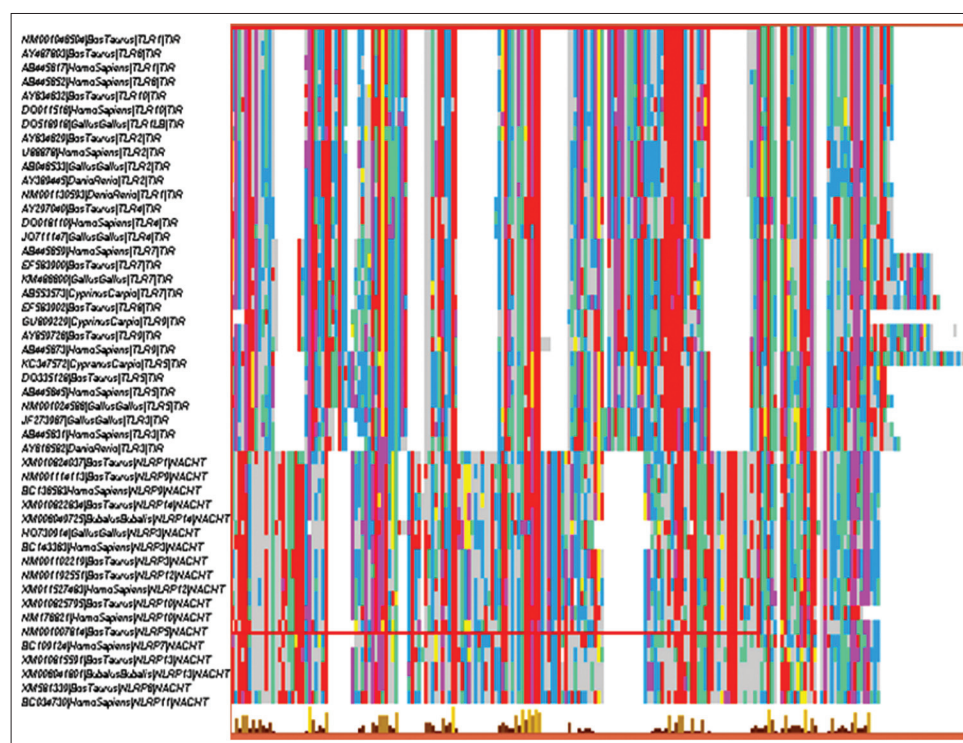 NM001046504|BosTaurus|TLR1|TIR
AY487803|BosTaurus|TLR6|TIR
AB445617|HomoSapiens|TLR1|TIR
AB445652|HomoSapiens|TLR6|TIR
AY634632|BosTaurus|TLR10|TIR
DQ011516|HomoSapiens|TLR10|TIR
DQ518918|GallusGallus|TLR1LB|TIR
AY634629|BosTaurus|TLR2|TIR
U88878|HomoSapiens|TLR2|TIR
AB046533|GallusGallus|TLR2|TIR
AY389445|DanioRerio|TLR2|TIR
NM001130593|DanioRerio|TLR1|TIR
AY297040|BosTaurus|TLR4|TIR
DQ018110|HomoSapiens|TLR4|TIR
JQ711147|GallusGallus|TLR4|TIR
AB445659|HomoSapiens|TLR7|TIR
EF583900|BosTaurus|TLR7|TIR
KM486600|GallusGallus|TLR7|TIR
AB553573|CyprinusCarpio|TLR7|TIR
EF583902|BosTaurus|TLR8|TIR
GU809229|CyprinusCarpio|TLR9|TIR
AY859726|BosTaurus|TLR9|TIR
AB445673|HomoSapiens|TLR9|TIR
KC347572|CypranusCarpio|TLR5|TIR
DQ335128|BosTaurus|TLR5|TIR
AB445645|HomoSapiens|TLR5|TIR
NM001024586|GallusGallus|TLR5|TIR
JF273967|GallusGallus|TLR3|TIR
AB445631|HomoSapiens|TLR3|TIR
AY616582|DanioRerio|TLR3|TIR
XM010824037|BosTaurus|NLRP1|NACHT
NM001114113|BosTaurus|NLRP9|NACHT
BC136583|HomoSapiens|NLRP9|NACHT
XM010822834|BosTaurus|NLRP14|NACHT
XM006049725|BubalusBubalis|NLRP14|NACHT
HQ730914|GallusGallus|NLRP3|NACHT
BC143363|HomoSapiens|NLRP3|NACHT
NM001102219|BosTaurus|NLRP3|NACHT
NM001192551|BosTaurus|NLRP12|NACHT
XM011527463|HomoSapiens|NLRP12|NACHT
XM010825795|BosTaurus|NLRP10|NACHT
NM176821|HomoSapiens|NLRP10|NACHT
NM001007814|BosTaurus|NLRP5|NACHT
BC109124|HomoSapiens|NLRP7|NACHT
XM010815591|BosTaurus|NLRP13|NACHT
XM006041801|BubalusBubalis|NLRP13|NACHT
XM581339|BosTaurus|NLRP8|NACHT
BC034730|HomoSapiens|NLRP11|NACHT